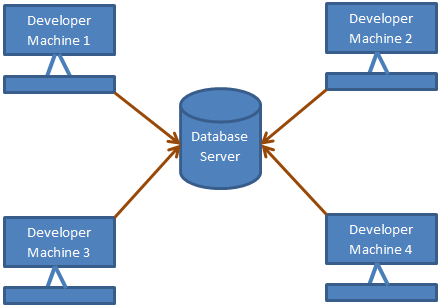 Developer
Machine 1
Developer
Machine 2
Database
Server
Developer
Machine 3
Developer
Machine 4